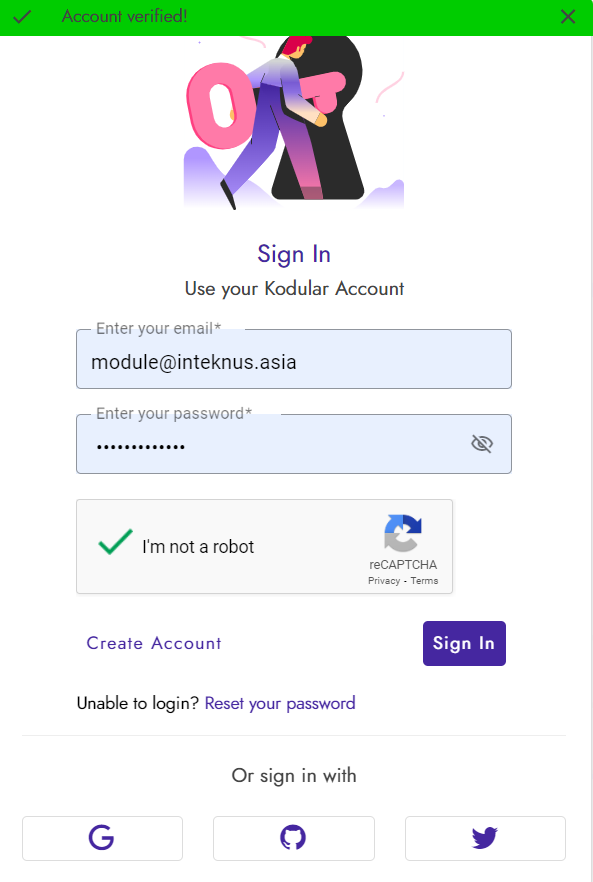 Account verified!
Sign In
Use your Kodular Account
Enter your email*
module@inteknus.asia
Enter your password*
•••••••••••••
I'm not a robot
reCAPTCHA
Privacy - Terms
Create Account
Sign In
Unable to login? Reset your password
Or sign in with